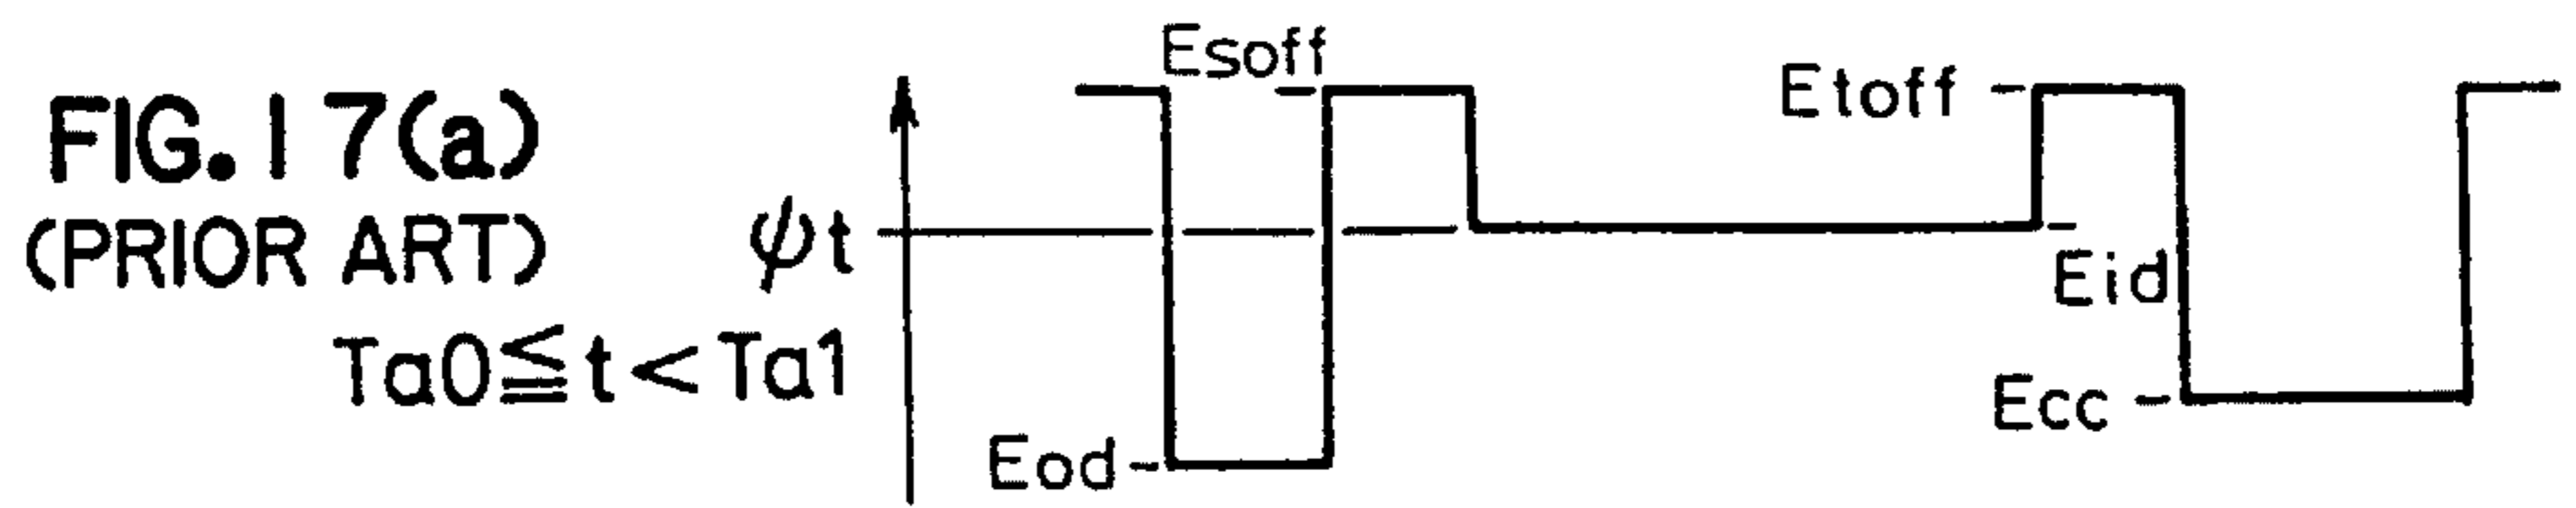 FIG. 17(a)
(PRIOR ART)
Ta0≦t<Ta1
ψt
Esoff
Etoff
Eid
Ecc
Eod